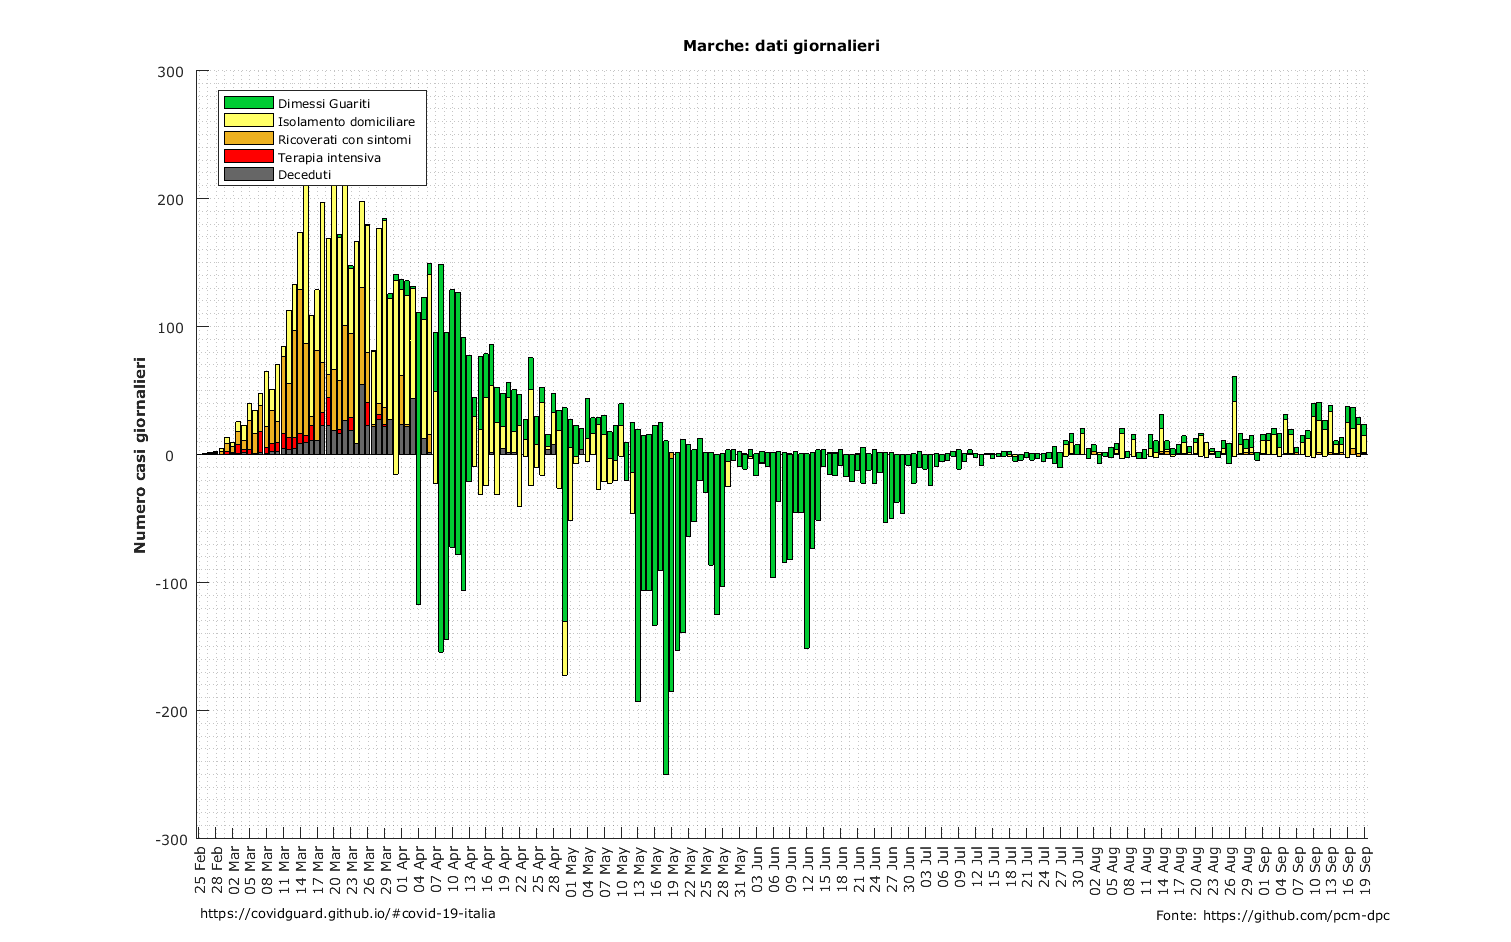 Marche: dati giornalieri
300
200
100
0
-100
-200
-300
Numero casi giornalieri
Dimessi Guariti
Isolamento domiciliare
Ricoverati con sintomi
Terapia intensiva
Deceduti
25 Feb
28 Feb
02 Mar
05 Mar
08 Mar
11 Mar
14 Mar
17 Mar
20 Mar
23 Mar
26 Mar
29 Mar
01 Apr
04 Apr
07 Apr
10 Apr
13 Apr
16 Apr
19 Apr
22 Apr
25 Apr
28 Apr
01 May
04 May
07 May
10 May
13 May
16 May
19 May
22 May
25 May
28 May
31 May
03 Jun
06 Jun
09 Jun
12 Jun
15 Jun
18 Jun
21 Jun
24 Jun
27 Jun
30 Jun
03 Jul
06 Jul
09 Jul
12 Jul
15 Jul
18 Jul
21 Jul
24 Jul
27 Jul
30 Jul
02 Aug
05 Aug
08 Aug
11 Aug
14 Aug
17 Aug
20 Aug
23 Aug
26 Aug
29 Aug
01 Sep
04 Sep
07 Sep
10 Sep
13 Sep
16 Sep
19 Sep
https://covidguard.github.io/#covid-19-italia
Fonte: https://github.com/pcm-dpc